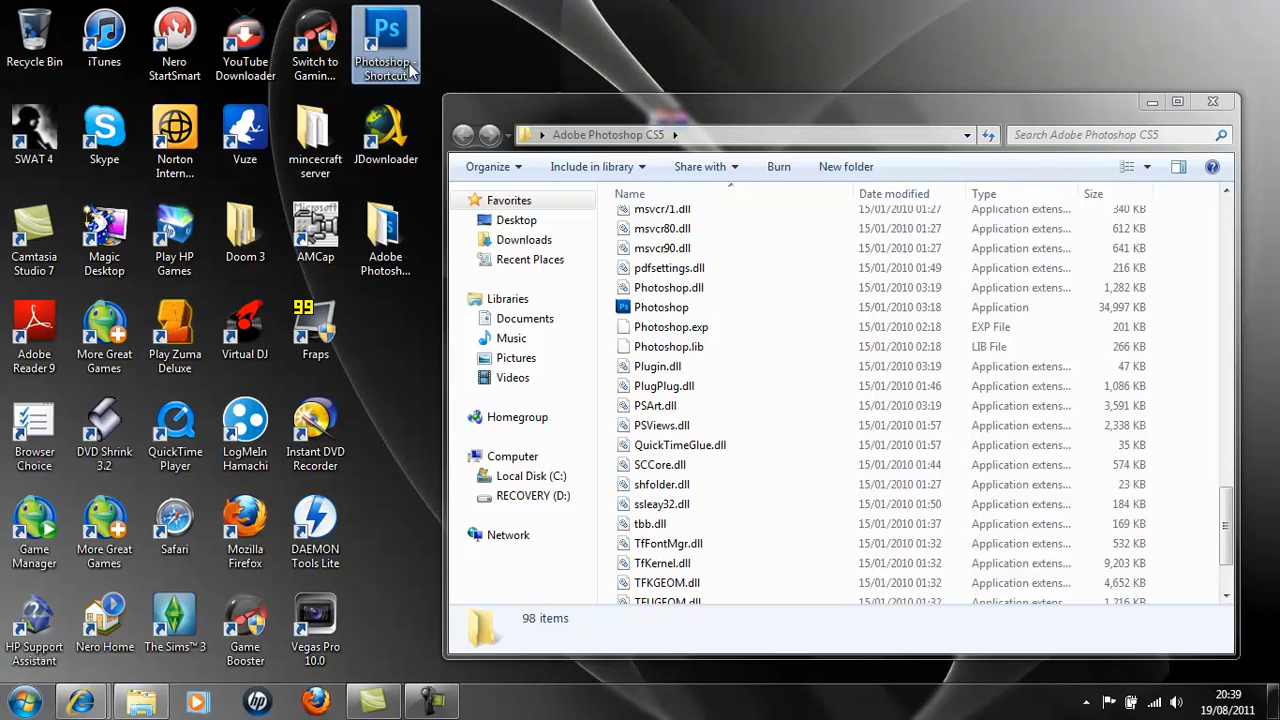 Recycle Bin
iTunes
Nero
StartSmart
YouTube
Downloader
Switch to
Gamin...
Ps
Photoshop -
Shortcut
SWAT 4
Skype
Norton
Intern...
Vuze
mincecraft
server
JDownloader
Camtasia
Studio 7
Magic
Desktop
Play HP
Games
Doom 3
Microsoft
AMCap
Adobe
Photosh...
Adobe
Reader 9
More Great
Games
Play Zuma
Deluxe
Virtual DJ
99
Fraps
Browser
Choice
DVD Shrink
3.2
QuickTime
Player
LogMeIn
Hamachi
Instant DVD
Recorder
Game
Manager
More Great
Games
Safari
Mozilla
Firefox
DAEMON
Tools Lite
HP Support
Assistant
Nero Home
The Sims™ 3
Game
Booster
Vegas Pro
10.0
Adobe Photoshop CS5
Search Adobe Photoshop CS5
Organize Include in library Share with Burn New folder
Favorites
Desktop
Downloads
Recent Places
Libraries
Documents
Music
Pictures
Videos
Homegroup
Computer
Local Disk (C:)
RECOVERY (D:)
Network
Name Date modified Type Size
msvcr71.dll 15/01/2010 01:27 Application extens... 340 KB
msvcr80.dll 15/01/2010 01:27 Application extens... 612 KB
msvcr90.dll 15/01/2010 01:27 Application extens... 641 KB
pdfsettings.dll 15/01/2010 01:49 Application extens... 216 KB
Photoshop.dll 15/01/2010 03:19 Application extens... 1,282 KB
Ps Photoshop 15/01/2010 03:18 Application 34,997 KB
Photoshop.exp 15/01/2010 02:18 EXP File 201 KB
Photoshop.lib 15/01/2010 02:18 LIB File 266 KB
Plugin.dll 15/01/2010 03:19 Application extens... 47 KB
PlugPlug.dll 15/01/2010 01:46 Application extens... 1,086 KB
PSArt.dll 15/01/2010 03:19 Application extens... 3,591 KB
PSViews.dll 15/01/2010 01:57 Application extens... 2,338 KB
QuickTimeGlue.dll 15/01/2010 01:57 Application extens... 35 KB
SCCore.dll 15/01/2010 01:44 Application extens... 574 KB
shfolder.dll 15/01/2010 01:27 Application extens... 23 KB
ssleay32.dll 15/01/2010 01:50 Application extens... 184 KB
tbb.dll 15/01/2010 01:37 Application extens... 169 KB
TfFontMgr.dll 15/01/2010 01:32 Application extens... 532 KB
TfKernel.dll 15/01/2010 01:32 Application extens... 9,203 KB
TFKGEOM.dll 15/01/2010 01:32 Application extens... 4,652 KB
TFUGEOM.dll 15/01/2010 01:32 Application extens... 1,216 KB
98 items
hp
20:39
19/08/2011